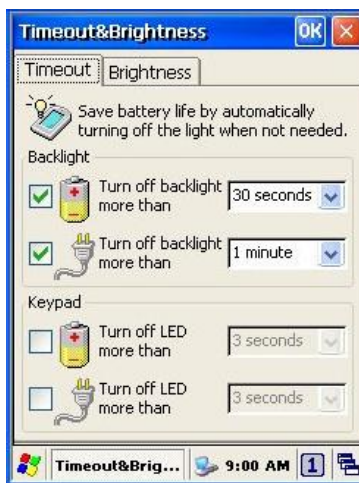 Timeout&Brightness OK
Timeout Brightness
Save battery life by automatically
turning off the light when not needed.
Backlight
Turn off backlight
more than
30 seconds
Turn off backlight
more than
1 minute
Keypad
Turn off LED
more than
3 seconds
Turn off LED
more than
3 seconds
Timeout&Brig... 9:00 AM 1